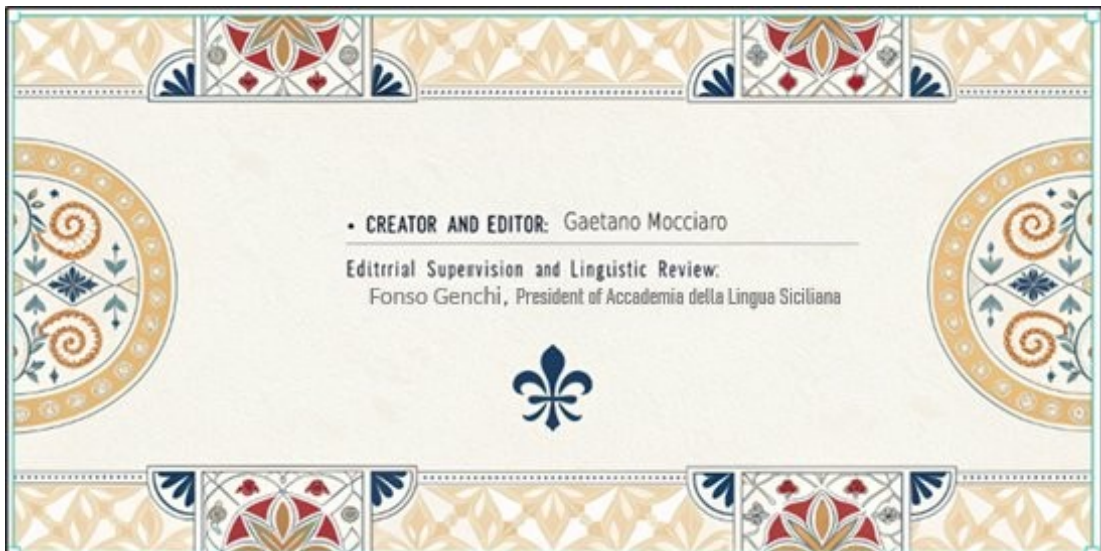 • CREATOR AND EDITOR: Gaetano Mocciaro
Editrrial Supenvision and Linguistic Review:
Fonso Genchi, President of Accademia della Lingua Siciliana